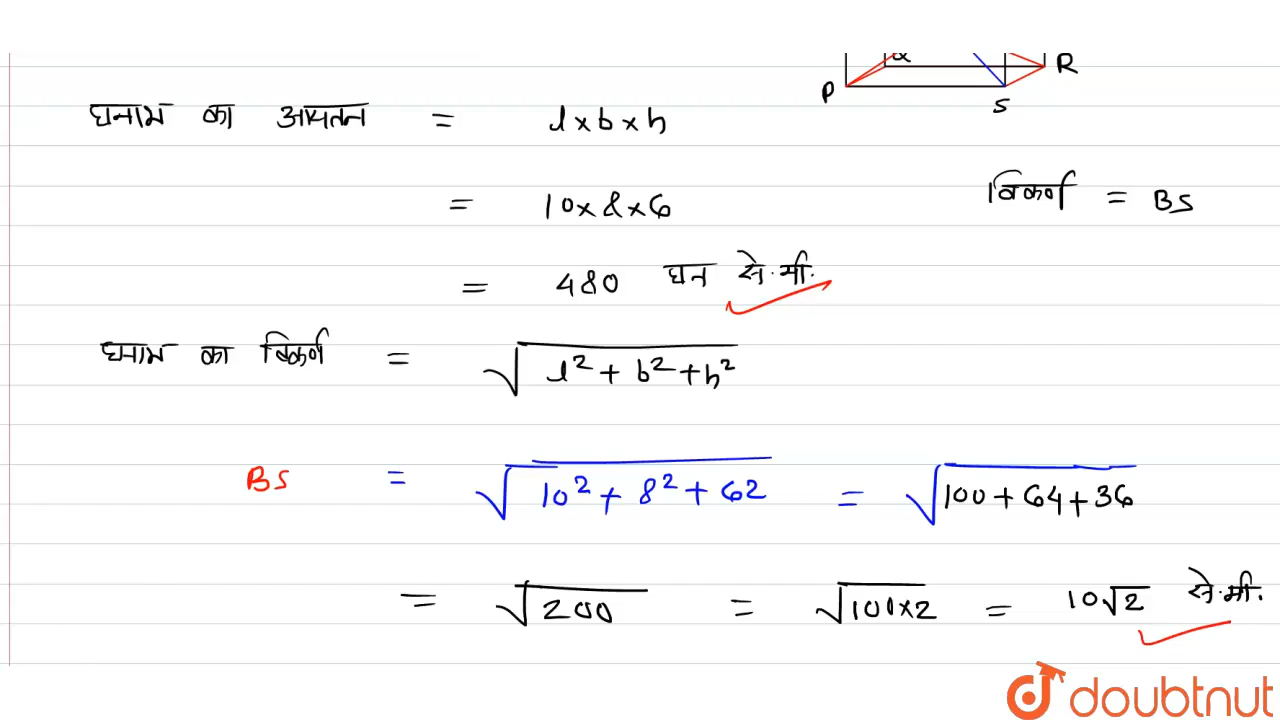 Q
R
P
S
घनाभ का आयतन = l×b×h
= 10×8×6
विकर्ण = BS
= 480 घन से.मी.
घनाभ का विकर्ण = √l²+b²+h²
BS = √10²+8²+62 = √100+64+36
= √200 = √100×2 = 10√2 से.मी.
doubtnut